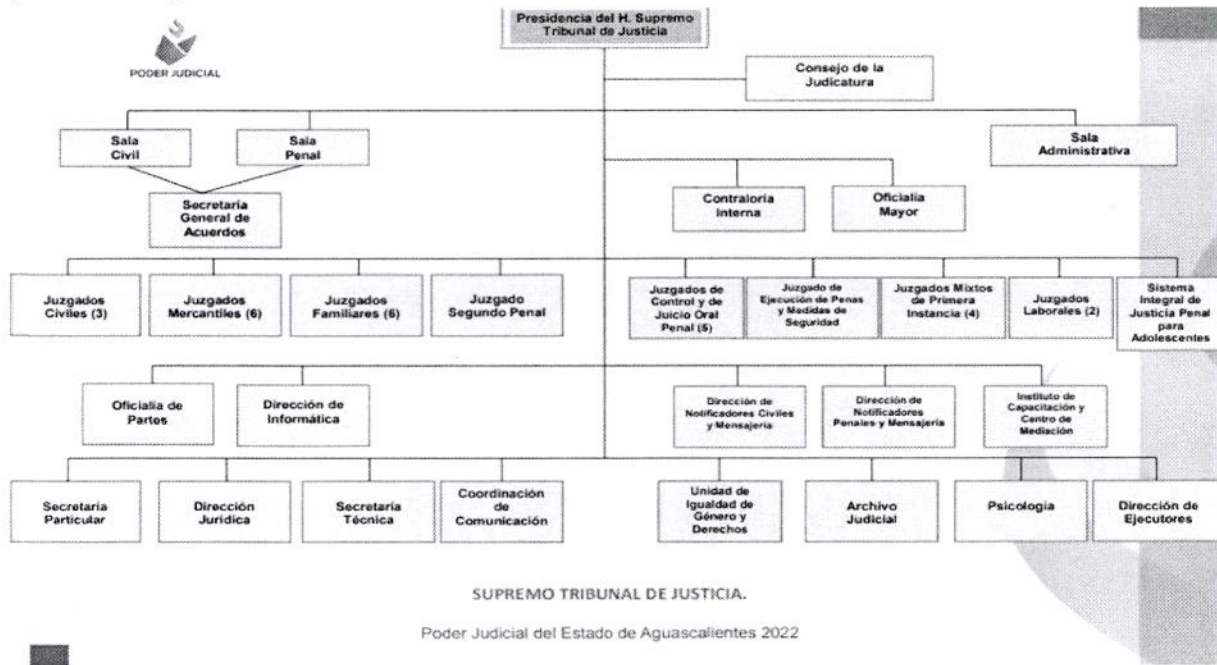 Presidencia del H. Supremo
Tribunal de Justicia
PODER JUDICIAL
Consejo de la
Judicatura
Sala
Civil
Sala
Penal
Sala
Administrativa
Secretaría
General de
Acuerdos
Contraloría
Interna
Oficialía
Mayor
Juzgados
Civiles (3)
Juzgados
Mercantiles (6)
Juzgados
Familiares (6)
Juzgado
Segundo Penal
Juzgados de
Control y de
Juicio Oral
Penal (5)
Juzgado de
Ejecución de Penas
y Medidas de
Seguridad
Juzgados Mixtos
de Primera
Instancia (4)
Juzgados
Laborales (2)
Sistema
Integral de
Justicia Penal
para
Adolescentes
Oficialía de
Partes
Dirección de
Informática
Dirección de
Notificadores Civiles
y Mensajería
Dirección de
Notificadores
Penales y Mensajería
Instituto de
Capacitación y
Centro de
Mediación
Secretaría
Particular
Dirección
Jurídica
Secretaría
Técnica
Coordinación
de
Comunicación
Unidad de
Igualdad de
Género y
Derechos
Archivo
Judicial
Psicología
Dirección de
Ejecutores
SUPREMO TRIBUNAL DE JUSTICIA.
Poder Judicial del Estado de Aguascalientes 2022